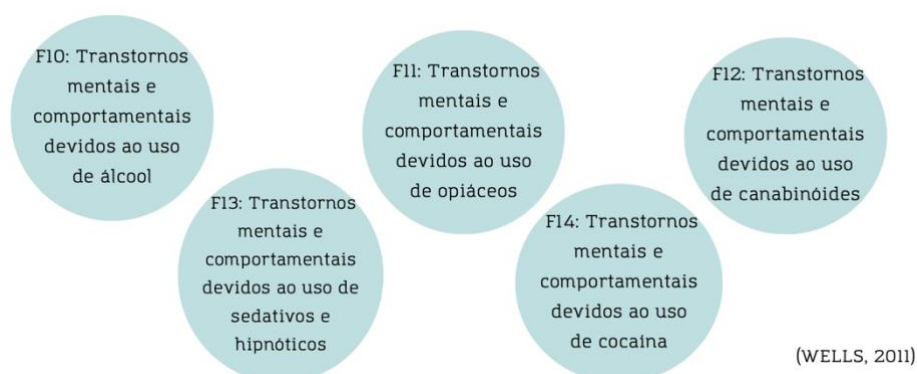 F10: Transtornos
mentais e
comportamentais
devidos ao uso
de álcool
F11: Transtornos
mentais e
comportamentais
devidos ao uso
de opiáceos
F12: Transtornos
mentais e
comportamentais
devidos ao uso
de canabinóides
F13: Transtornos
mentais e
comportamentais
devidos ao uso de
sedativos e
hipnóticos
F14: Transtornos
mentais e
comportamentais
devidos ao uso
de cocaína
(WELLS, 2011)